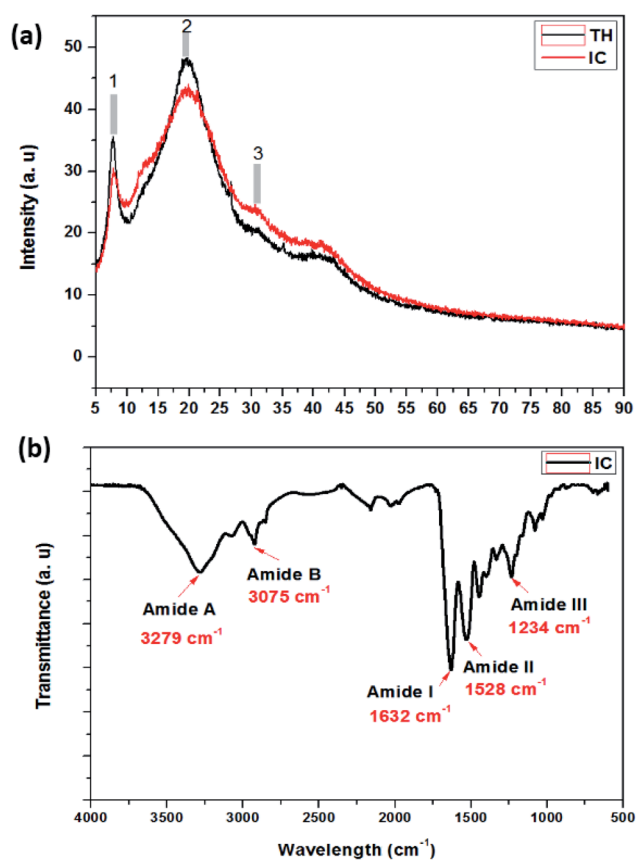 (a)
1
2
3
TH
IC
Intensity (a. u)
50
40
30
20
10
0
5 10 15 20 25 30 35 40 45 50 55 60 65 70 75 80 85 90
(b)
IC
Transmittance (a. u)
Amide A
3279 cm⁻¹
Amide B
3075 cm⁻¹
Amide I
1632 cm⁻¹
Amide II
1528 cm⁻¹
Amide III
1234 cm⁻¹
4000 3500 3000 2500 2000 1500 1000 500
Wavelength (cm⁻¹)